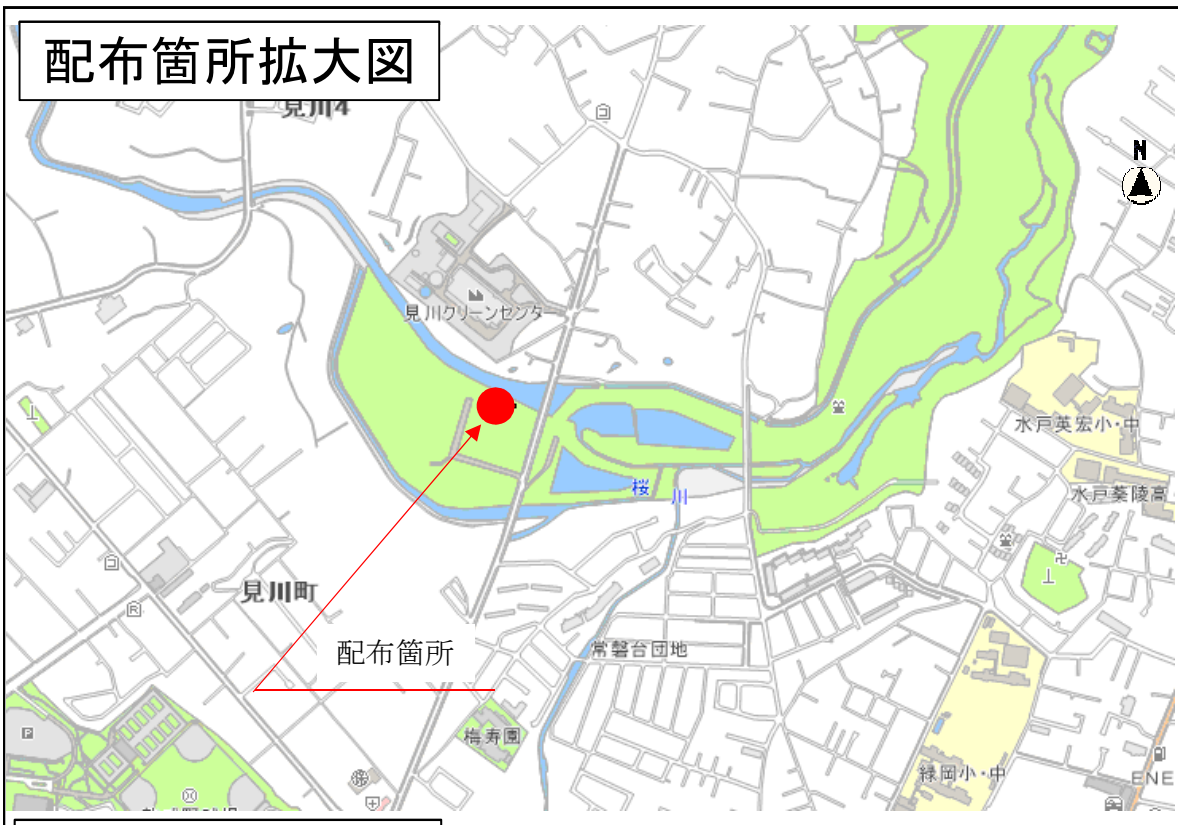 配布箇所拡大図
見川4
N
見川クリーンセンター
水戸英宏小・中
水戸葵陵高
桜川
見川町
配布箇所
常磐台団地
梅寿園
緑岡小・中
ENE
P
R